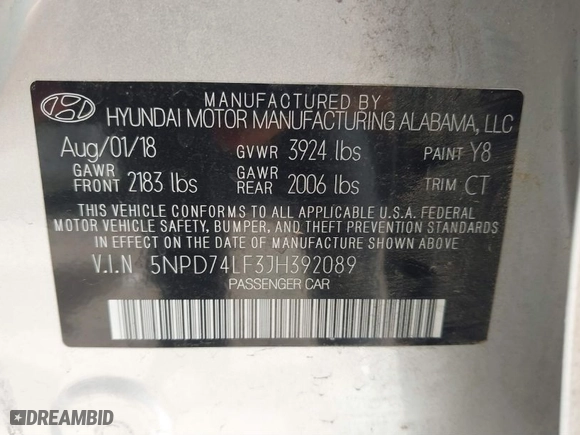 MANUFACTURED BY
HYUNDAI MOTOR MANUFACTURING ALABAMA, LLC
Aug/01/18 GVWR 3924 lbs PAINT Y8
GAWR FRONT 2183 lbs GAWR REAR 2006 lbs TRIM CT
THIS VEHICLE CONFORMS TO ALL APPLICABLE U.S.A. FEDERAL
MOTOR VEHICLE SAFETY, BUMPER, AND THEFT PREVENTION STANDARDS
IN EFFECT ON THE DATE OF MANUFACTURE SHOWN ABOVE.
V.I.N 5NPD74LF3JH392089
PASSENGER CAR
DREAMBID